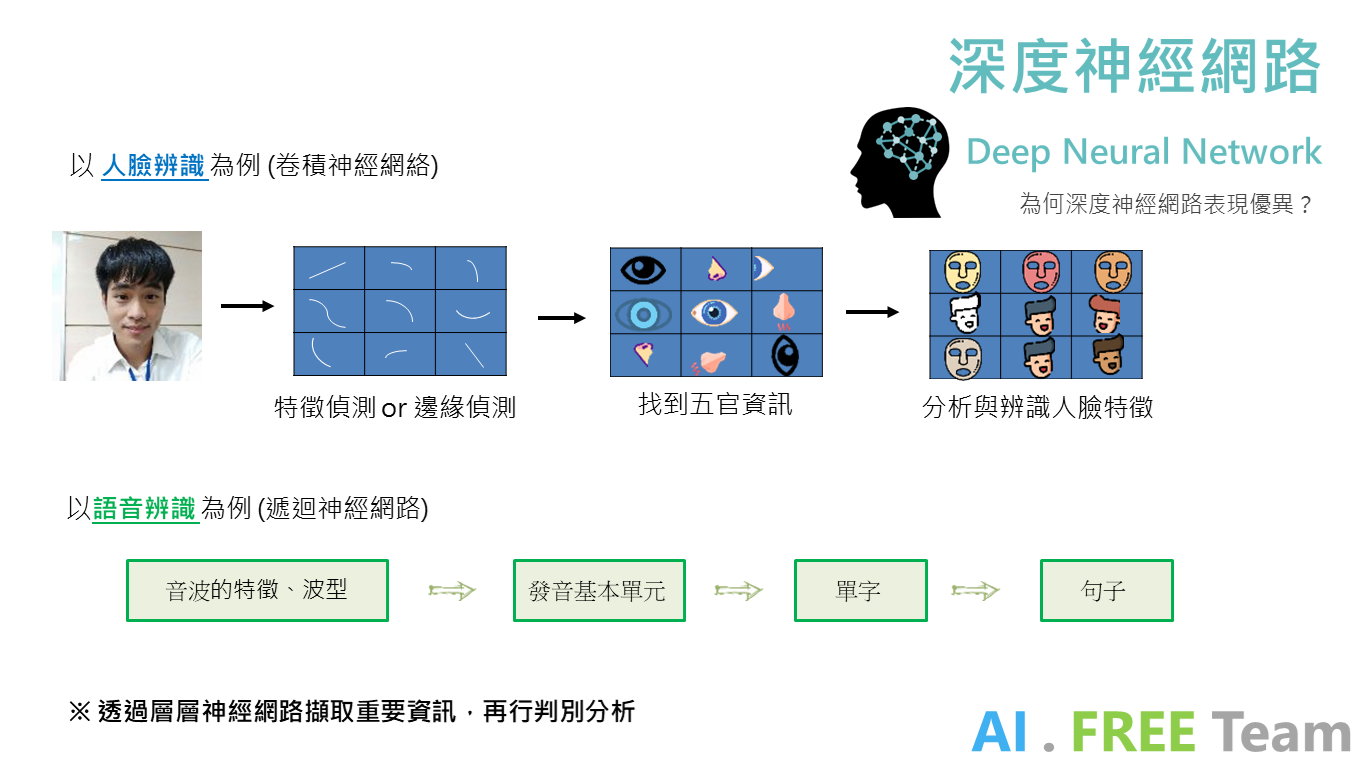 深度神經網路
Deep Neural Network
為何深度神經網路表現優異？
以 人臉辨識 為例 (卷積神經網絡)
特徵偵測 or 邊緣偵測
找到五官資訊
分析與辨識人臉特徵
以語音辨識 為例 (遞迴神經網路)
音波的特徵、波型
發音基本單元
單字
句子
※ 透過層層神經網路擷取重要資訊，再行判別分析
AI . FREE Team